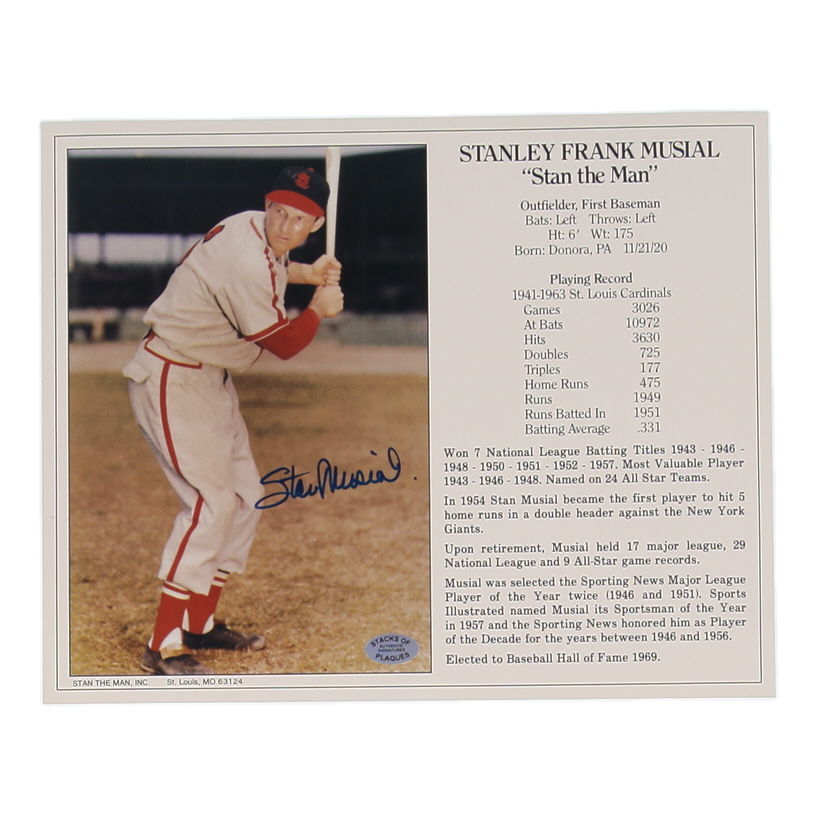 STANLEY FRANK MUSIAL
“Stan the Man”
Outfielder, First Baseman
Bats: Left Throws: Left
Ht: 6′ Wt: 175
Born: Donora, PA 11/21/20
Playing Record
1941-1963 St. Louis Cardinals
Games 3026
At Bats 10972
Hits 3630
Doubles 725
Triples 177
Home Runs 475
Runs 1949
Runs Batted In 1951
Batting Average .331
Won 7 National League Batting Titles 1943 - 1946 -
1948 - 1950 - 1951 - 1952 - 1957. Most Valuable Player
1943 - 1946 - 1948. Named on 24 All Star Teams.
In 1954 Stan Musial became the first player to hit 5
home runs in a double header against the New York
Giants.
Upon retirement, Musial held 17 major league, 29
National League and 9 All-Star game records.
Musial was selected the Sporting News Major League
Player of the Year twice (1946 and 1951). Sports
Illustrated named Musial its Sportsman of the Year
in 1957 and the Sporting News honored him as Player
of the Decade for the years between 1946 and 1956.
Elected to Baseball Hall of Fame 1969.
Stan Musial
STACKS OF
AUTHENTIC
SIGNATURES
PLAQUES
STAN THE MAN, INC. St. Louis, MO 63124